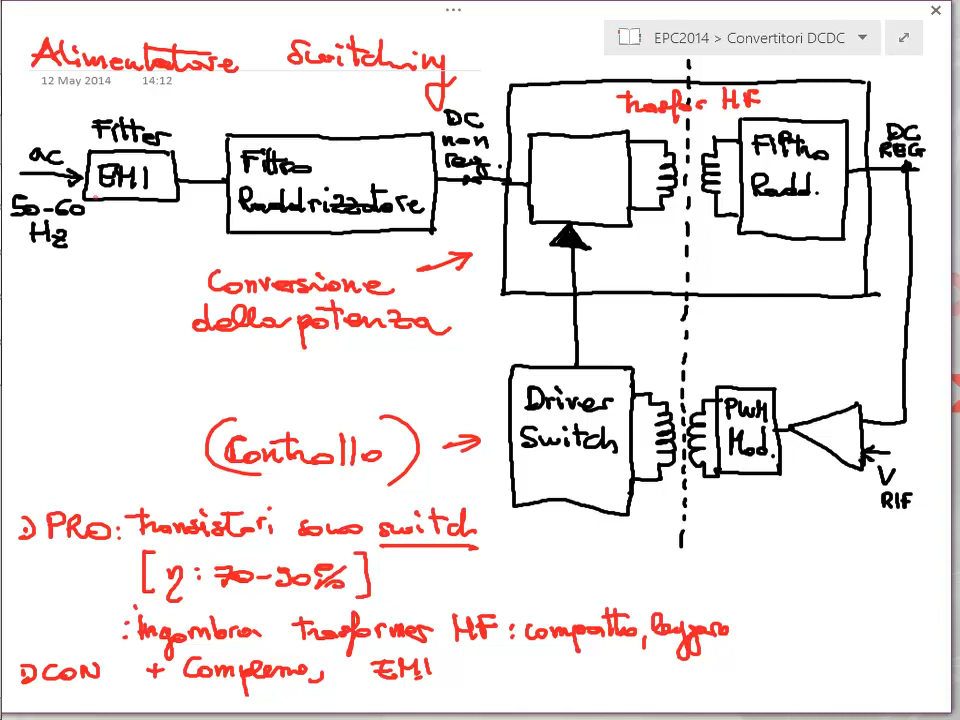 EPC2014 > Convertitori DCDC
Alimentatore Switching
12 May 2014 14:12
ac
50-60
Hz
Filter
EMI
Filtro
Raddrizzatore
DC
non
reg.
trasfor HF
Filtro
Radd.
DC
REG
Conversione
della potenza
Driver
Switch
PWM
Mod.
V
RIF
(Controllo)
PRO: transistori sono switch
[η: 70-90%]
: Ingombro trasformer HF: compatto, leggero
CON + Complesso, EMI